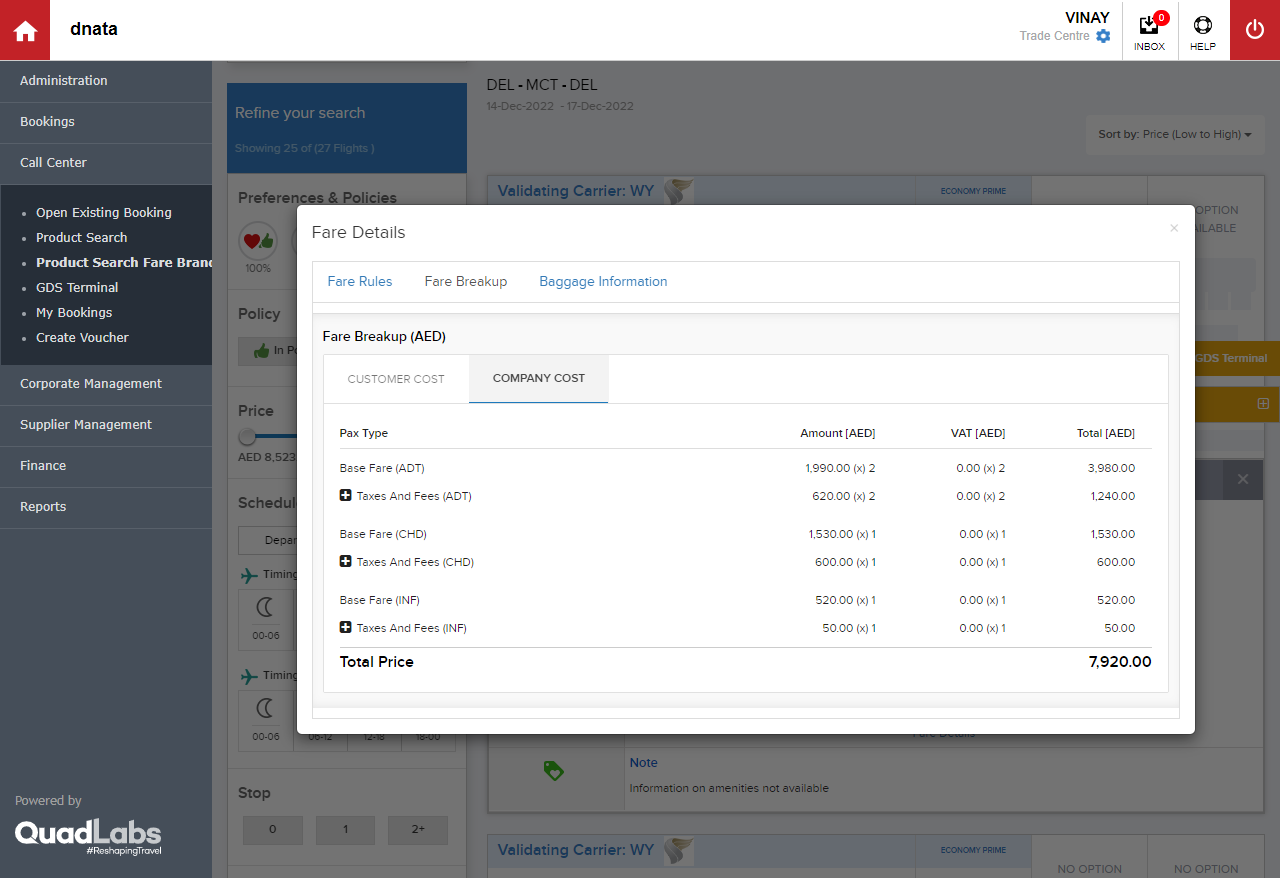 dnata
VINAY
Trade Centre
0
INBOX
HELP
Administration
Bookings
Call Center
Open Existing Booking
Product Search
Product Search Fare Bran
GDS Terminal
My Bookings
Create Voucher
Corporate Management
Supplier Management
Finance
Reports
Powered by
QuadLabs
#ReshapingTravel
Refine your search
Showing 25 of (27 Flights )
Preferences & Policies
100%
Policy
In Po
Price
AED 8,523
Schedul
Depar
Timing
00-06
Timing
00-06
06-12
12-18
18-00
Stop
0
1
2+
DEL - MCT - DEL
14-Dec-2022 - 17-Dec-2022
Sort by: Price (Low to High)
Validating Carrier: WY
ECONOMY PRIME
OPTION
AILABLE
GDS Terminal
Fare Details
×
Fare Rules
Fare Breakup
Baggage Information
Fare Breakup (AED)
CUSTOMER COST
COMPANY COST
Pax Type Amount [AED] VAT [AED] Total [AED]
Base Fare (ADT) 1,990.00 (x) 2 0.00 (x) 2 3,980.00
Taxes And Fees (ADT) 620.00 (x) 2 0.00 (x) 2 1,240.00
Base Fare (CHD) 1,530.00 (x) 1 0.00 (x) 1 1,530.00
Taxes And Fees (CHD) 600.00 (x) 1 0.00 (x) 1 600.00
Base Fare (INF) 520.00 (x) 1 0.00 (x) 1 520.00
Taxes And Fees (INF) 50.00 (x) 1 0.00 (x) 1 50.00
Total Price 7,920.00
Fare Details
Note
Information on amenities not available
Validating Carrier: WY
ECONOMY PRIME
NO OPTION
NO OPTION